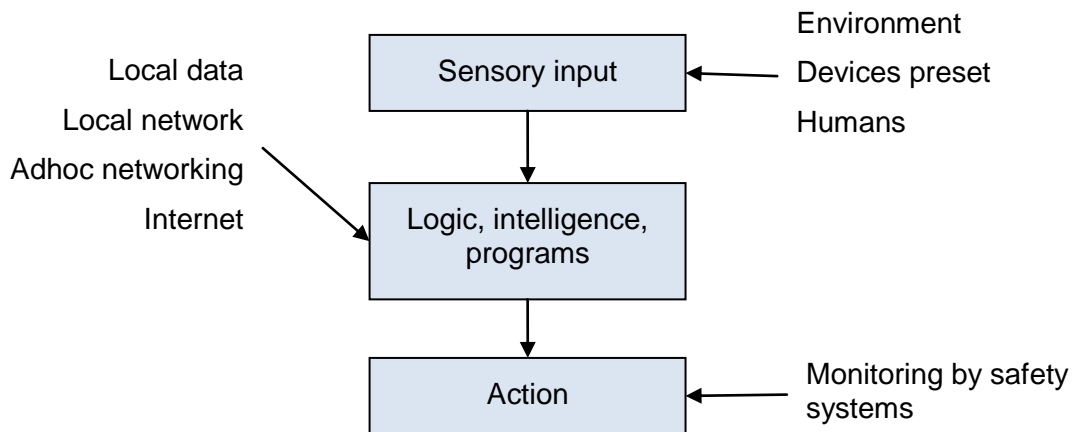 Environment
Devices preset
Humans
Sensory input
Local data
Local network
Adhoc networking
Internet
Logic, intelligence,
programs
Action
Monitoring by safety
systems